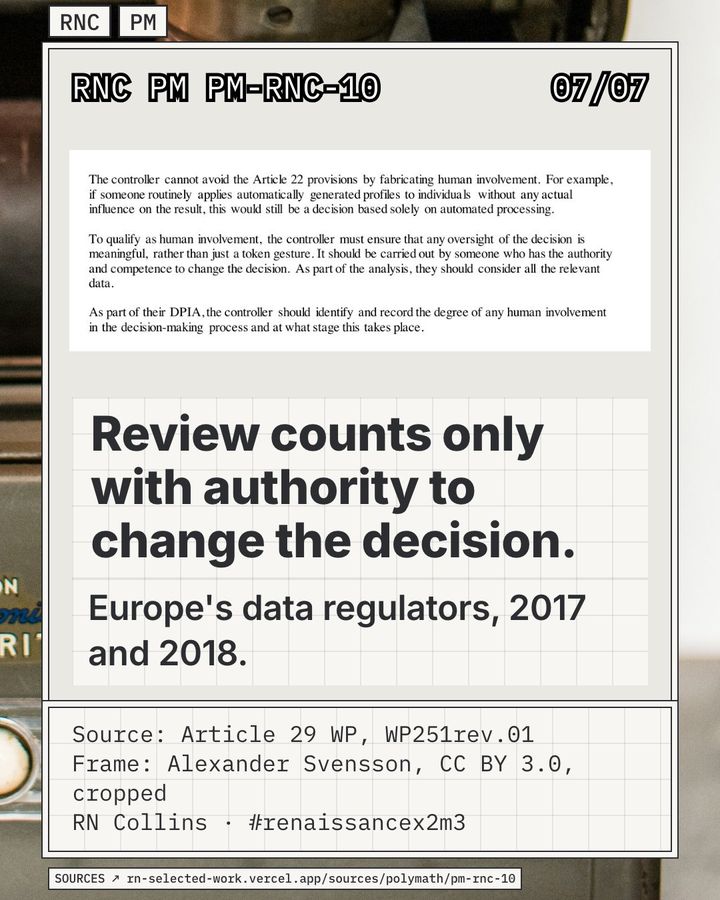 RNC PM
RNC PM PM-RNC-10 07/07
The controller cannot avoid the Article 22 provisions by fabricating human involvement. For example,
if someone routinely applies automatically generated profiles to individuals without any actual
influence on the result, this would still be a decision based solely on automated processing.
To qualify as human involvement, the controller must ensure that any oversight of the decision is
meaningful, rather than just a token gesture. It should be carried out by someone who has the authority
and competence to change the decision. As part of the analysis, they should consider all the relevant
data.
As part of their DPIA, the controller should identify and record the degree of any human involvement
in the decision-making process and at what stage this takes place.
Review counts only
with authority to
change the decision.
Europe's data regulators, 2017
and 2018.
Source: Article 29 WP, WP251rev.01
Frame: Alexander Svensson, CC BY 3.0,
cropped
RN Collins · #renaissancex2m3
SOURCES ↗ rn-selected-work.vercel.app/sources/polymath/pm-rnc-10